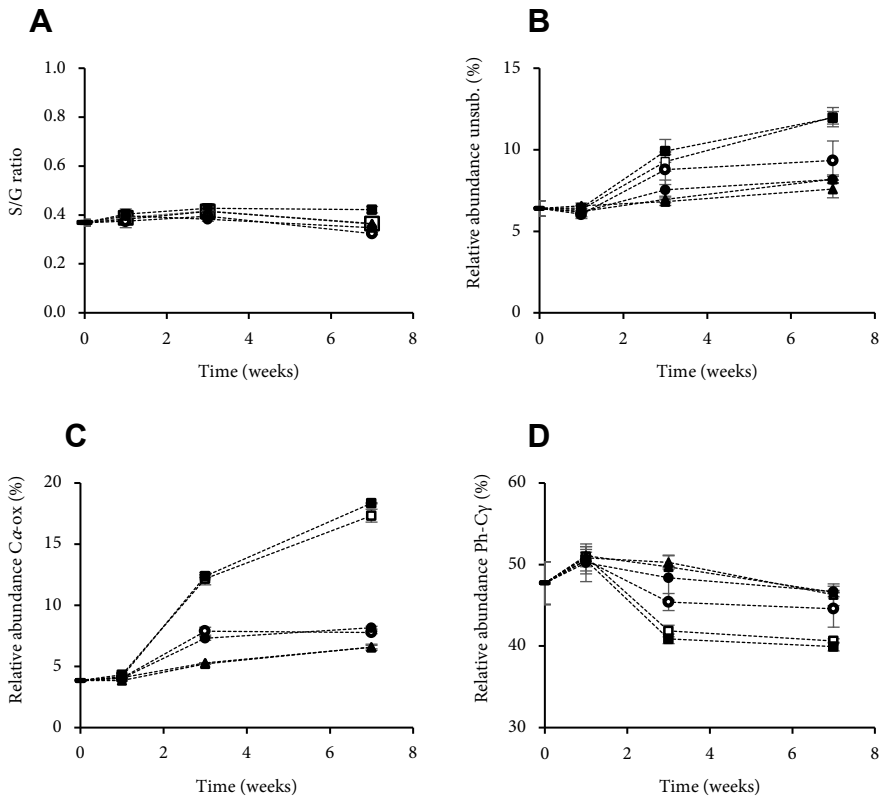 A
1.0
0.8
0.6
0.4
0.2
0.0
S/G ratio
0 2 4 6 8
Time (weeks)
B
15
10
5
0
Relative abundance unsub. (%)
0 2 4 6 8
Time (weeks)
C
20
15
10
5
0
Relative abundance Cα-ox (%)
0 2 4 6 8
Time (weeks)
D
60
50
40
30
Relative abundance Ph-Cγ (%)
0 2 4 6 8
Time (weeks)